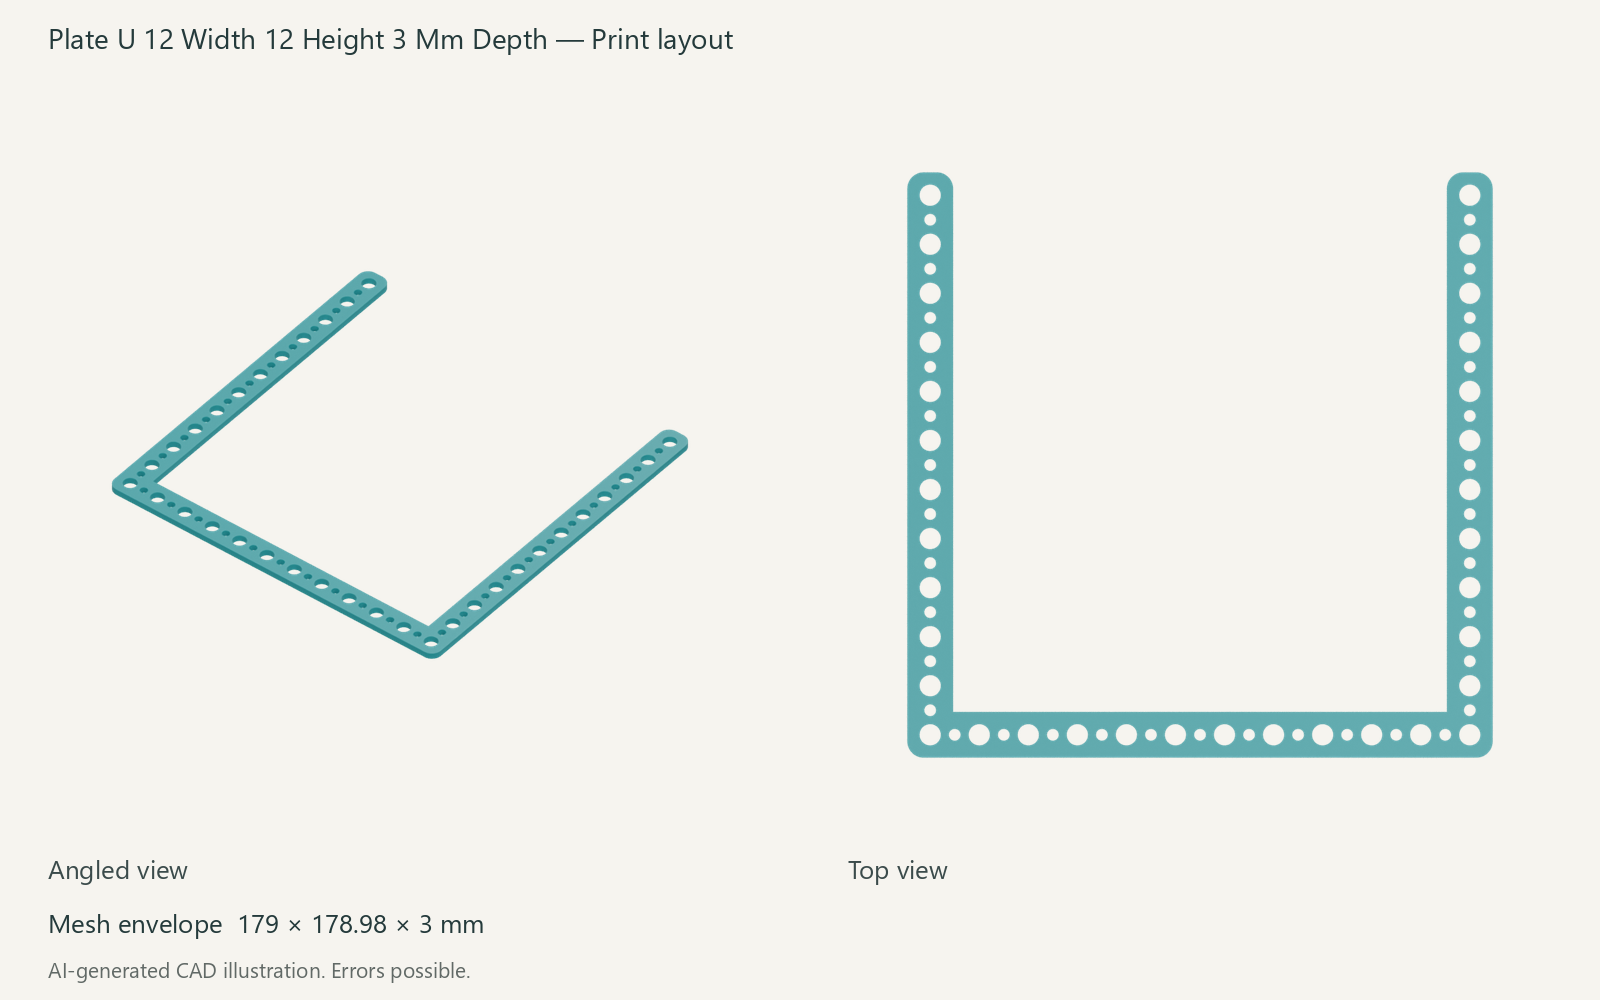 Plate U 12 Width 12 Height 3 Mm Depth — Print layout
Angled view
Top view
Mesh envelope 179 × 178.98 × 3 mm
AI-generated CAD illustration. Errors possible.